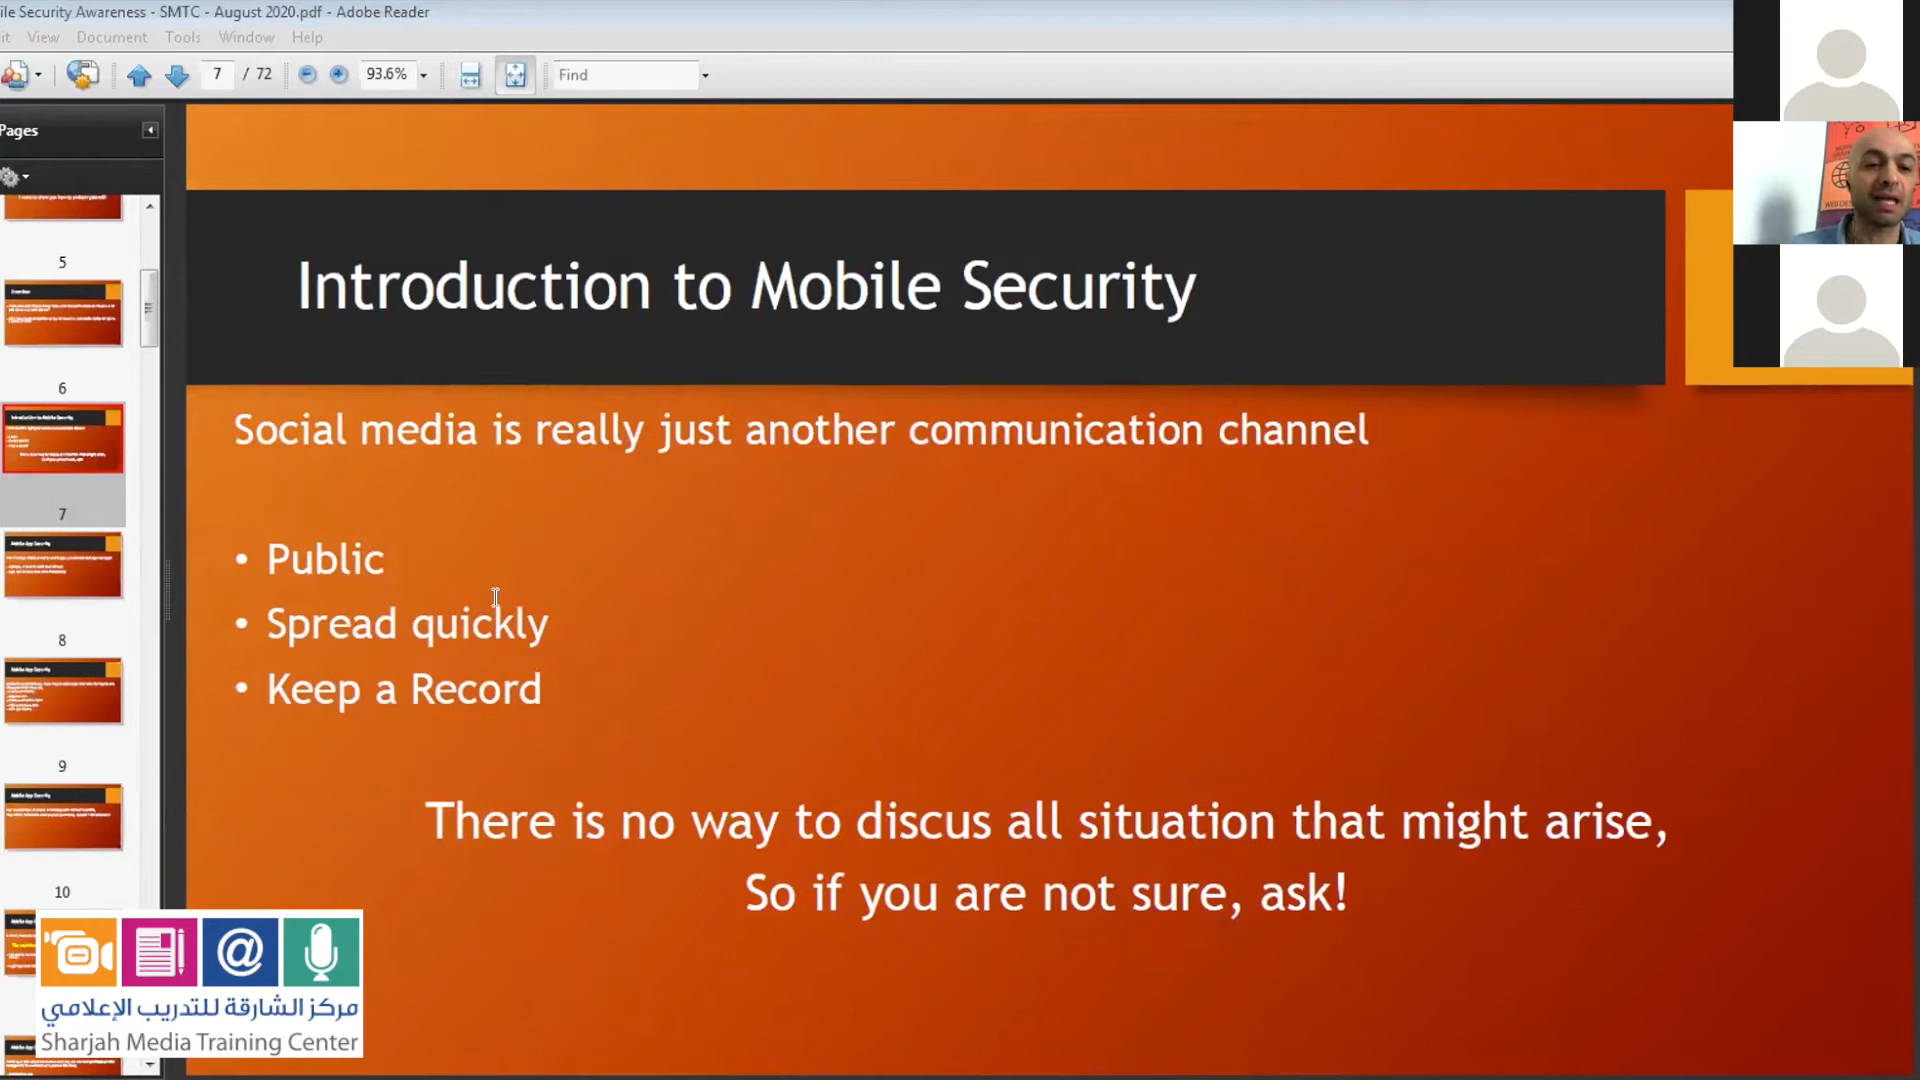 ile Security Awareness - SMTC - August 2020.pdf - Adobe Reader
it View Document Tools Window Help
7 / 72 93.6% Find
Pages
5
6
7
8
9
10
Introduction to Mobile Security
Social media is really just another communication channel
• Public
• Spread quickly
• Keep a Record
There is no way to discus all situation that might arise,
So if you are not sure, ask!
@
مركز الشارقة للتدريب الإعلامي
Sharjah Media Training Center